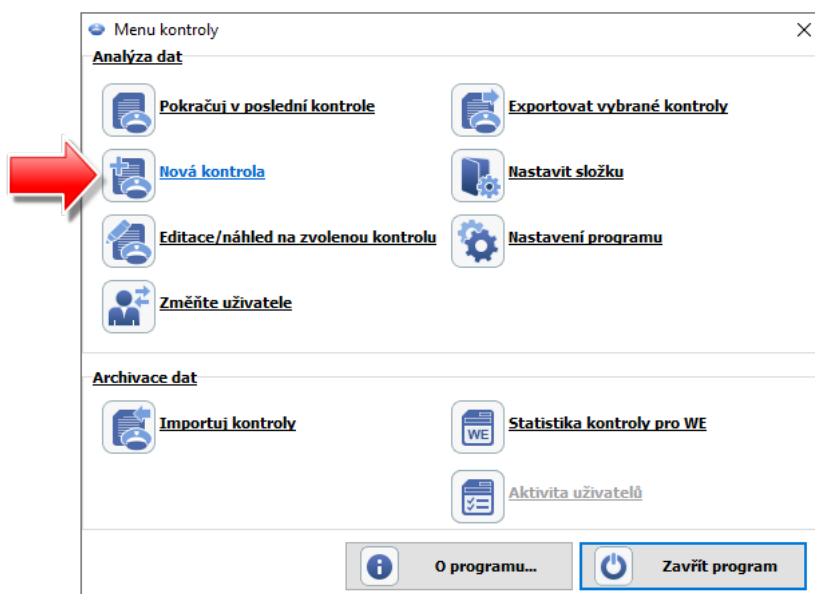 Menu kontroly
Analýza dat
Pokračuj v poslední kontrole
Exportovat vybrané kontroly
Nová kontrola
Nastavit složku
Editace/náhled na zvolenou kontrolu
Nastavení programu
Změňte uživatele
Archivace dat
Importuj kontroly
WE
Statistika kontroly pro WE
Aktivita uživatelů
O programu...
Zavřít program